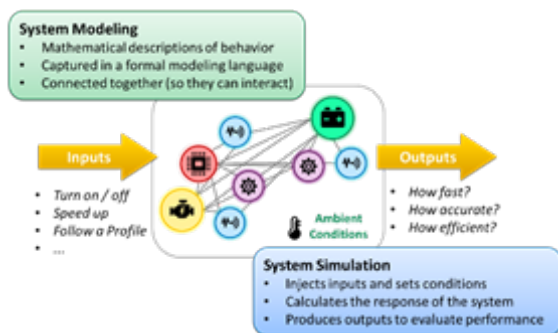 System Modeling
• Mathematical descriptions of behavior
• Captured in a formal modeling language
• Connected together (so they can interact)
Inputs
• Turn on / off
• Speed up
• Follow a Profile
• ...
Ambient
Conditions
Outputs
• How fast?
• How accurate?
• How efficient?
System Simulation
• Injects inputs and sets conditions
• Calculates the response of the system
• Produces outputs to evaluate performance